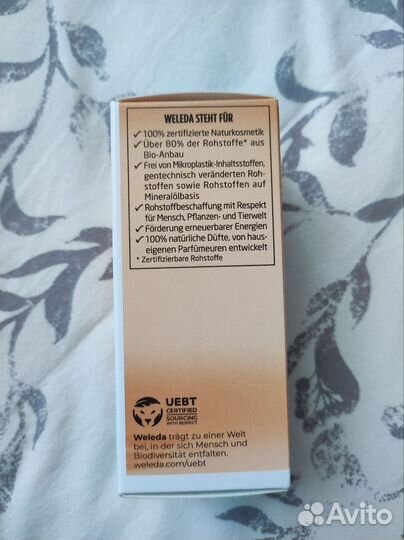 WELEDA STEHT FÜR
✓ 100% zertifizierte Naturkosmetik
✓ Über 80% der Rohstoffe* aus
Bio-Anbau
✓ Frei von Mikroplastik-Inhaltsstoffen,
gentechnisch veränderten Roh-
stoffen sowie Rohstoffen auf
Mineralölbasis
✓ Rohstoffbeschaffung mit Respekt
für Mensch, Pflanzen- und Tierwelt
✓ Förderung erneuerbarer Energien
✓ 100% natürliche Düfte, von haus-
eigenen Parfümeuren entwickelt
* Zertifizierbare Rohstoffe
UEBT
CERTIFIED
SOURCING
WITH RESPECT
Weleda trägt zu einer Welt
bei, in der sich Mensch und
Biodiversität entfalten.
weleda.com/uebt
Avito